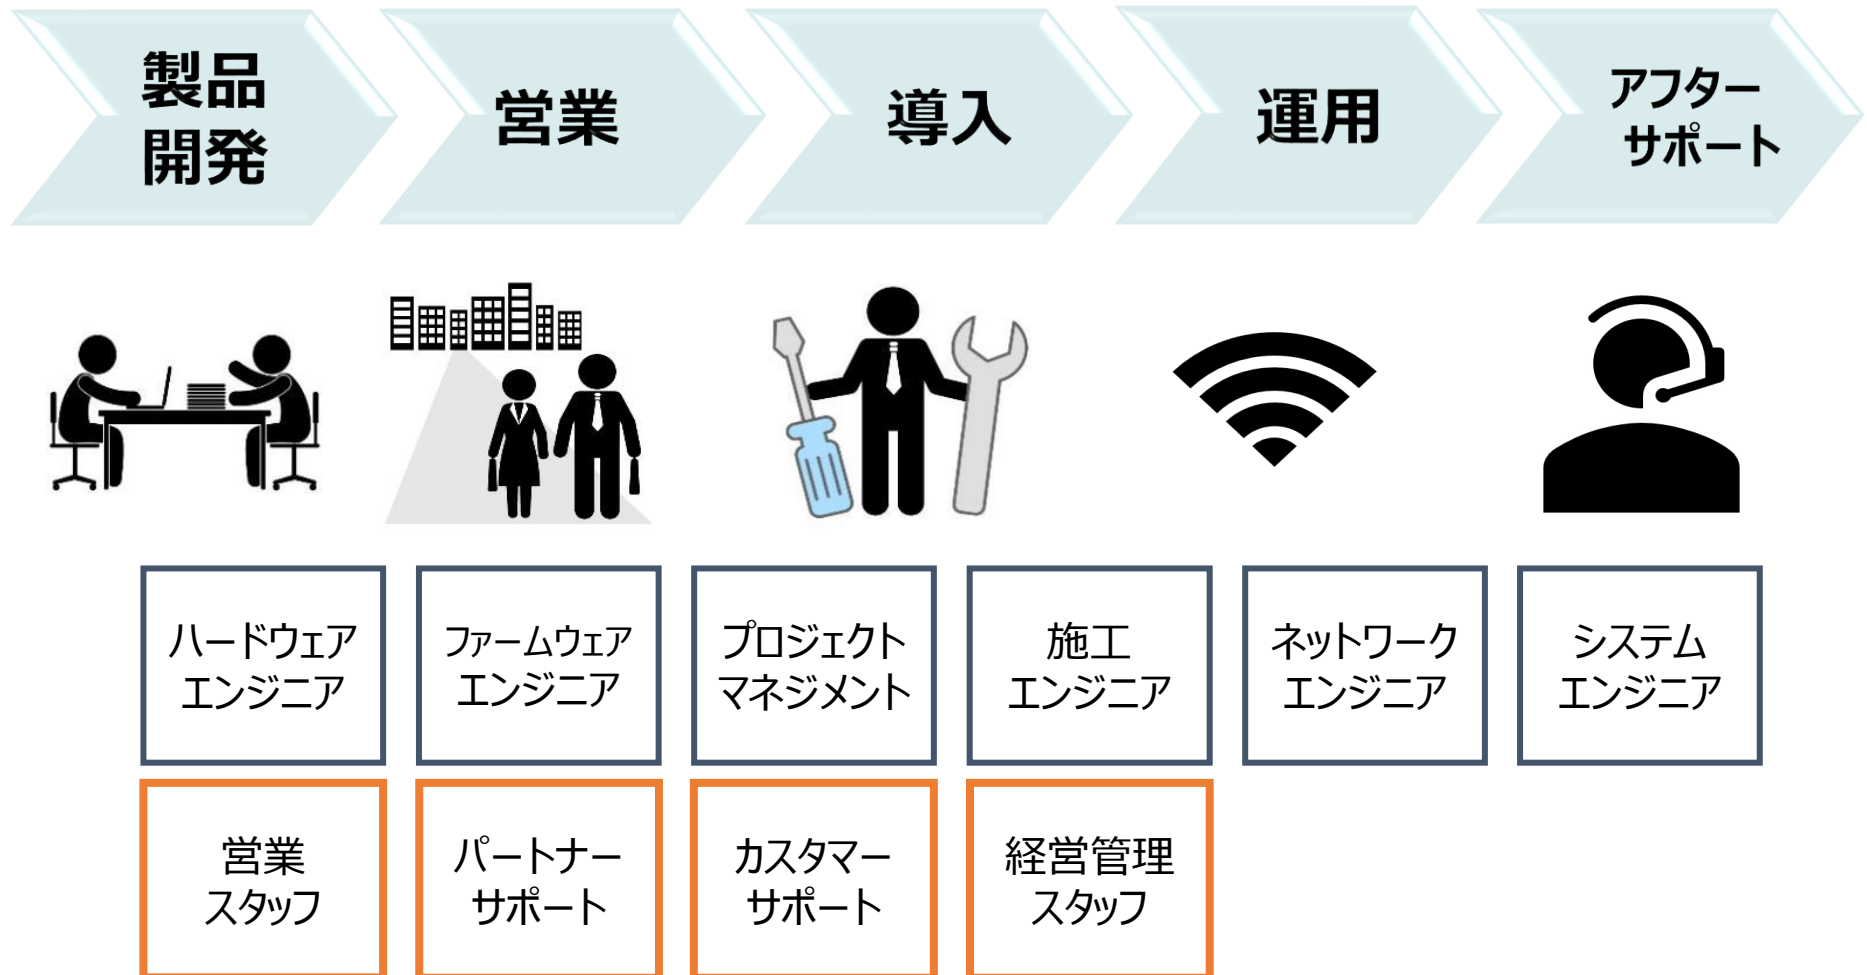 製品
開発
営業
導入
運用
アフター
サポート
ハードウェア
エンジニア
ファームウェア
エンジニア
プロジェクト
マネジメント
施工
エンジニア
ネットワーク
エンジニア
システム
エンジニア
営業
スタッフ
パートナー
サポート
カスタマー
サポート
経営管理
スタッフ